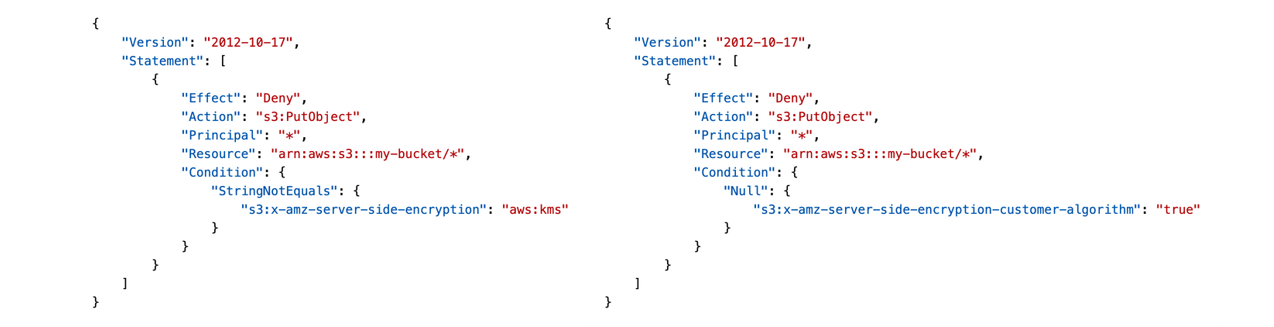 {
    "Version": "2012-10-17",
    "Statement": [
        {
            "Effect": "Deny",
            "Action": "s3:PutObject",
            "Principal": "*",
            "Resource": "arn:aws:s3:::my-bucket/*",
            "Condition": {
                "StringNotEquals": {
                    "s3:x-amz-server-side-encryption": "aws:kms"
                }
            }
        }
    ]
}
{
    "Version": "2012-10-17",
    "Statement": [
        {
            "Effect": "Deny",
            "Action": "s3:PutObject",
            "Principal": "*",
            "Resource": "arn:aws:s3:::my-bucket/*",
            "Condition": {
                "Null": {
                    "s3:x-amz-server-side-encryption-customer-algorithm": "true"
                }
            }
        }
    ]
}